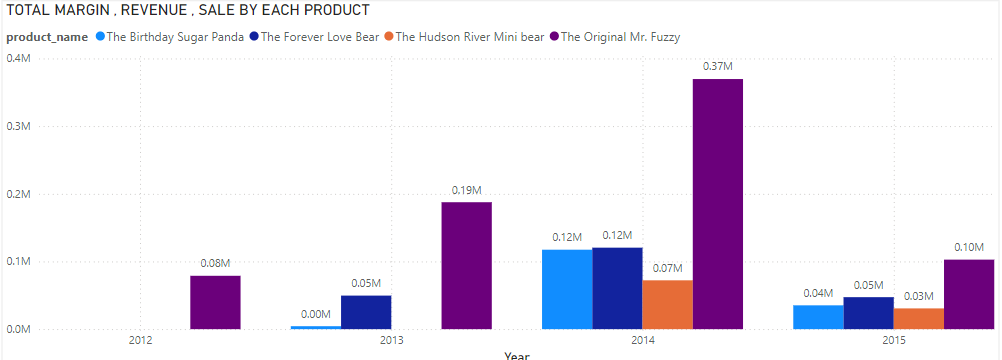 TOTAL MARGIN , REVENUE , SALE BY EACH PRODUCT
product_name The Birthday Sugar Panda The Forever Love Bear The Hudson River Mini bear The Original Mr. Fuzzy
0.4M
0.37M
0.3M
0.2M
0.19M
0.12M 0.12M
0.1M
0.08M
0.10M
0.07M
0.05M
0.05M
0.04M
0.03M
0.00M
0.0M
2012 2013 2014 2015
Year